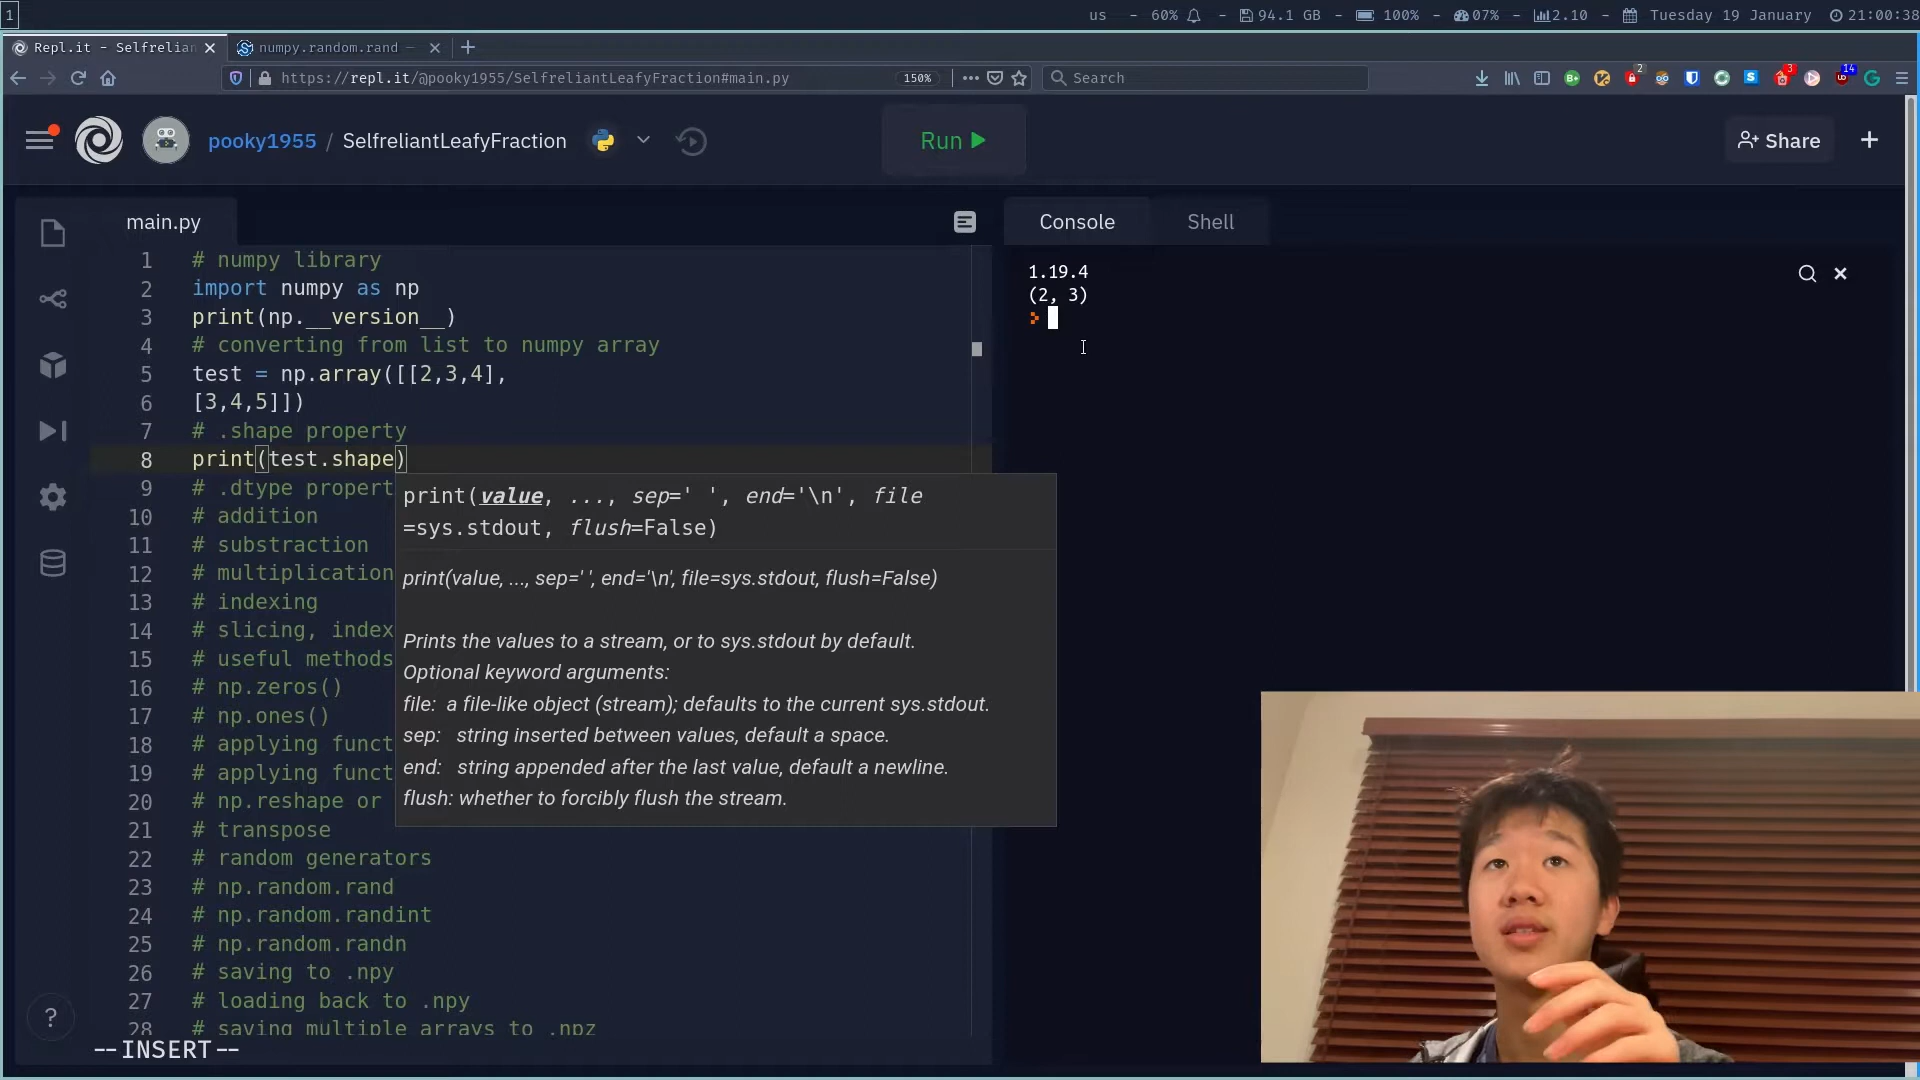 1
us - 60% - 94.1 GB - 100% - 07% - 2.10 - Tuesday 19 January 21:00:38
Repl.it - Selfrelian
numpy.random.rand —
https://repl.it/@pooky1955/SelfreliantLeafyFraction#main.py
150%
Search
2
3
14
pooky1955 / SelfreliantLeafyFraction
Run
Share
main.py
Console
Shell
1 # numpy library
2 import numpy as np
3 print(np.__version__)
4 # converting from list to numpy array
5 test = np.array([[2,3,4],
6 [3,4,5]])
7 # .shape property
8 print(test.shape)
9 # .dtype propert
10 # addition
11 # substraction
12 # multiplication
13 # indexing
14 # slicing, index
15 # useful methods
16 # np.zeros()
17 # np.ones()
18 # applying funct
19 # applying funct
20 # np.reshape or
21 # transpose
22 # random generators
23 # np.random.rand
24 # np.random.randint
25 # np.random.randn
26 # saving to .npy
27 # loading back to .npy
28 # saving multiple arrays to .npz
--INSERT--
print(value, ..., sep=' ', end='\n', file
=sys.stdout, flush=False)
print(value, ..., sep=' ', end='\n', file=sys.stdout, flush=False)
Prints the values to a stream, or to sys.stdout by default.
Optional keyword arguments:
file: a file-like object (stream); defaults to the current sys.stdout.
sep: string inserted between values, default a space.
end: string appended after the last value, default a newline.
flush: whether to forcibly flush the stream.
1.19.4
(2, 3)
?